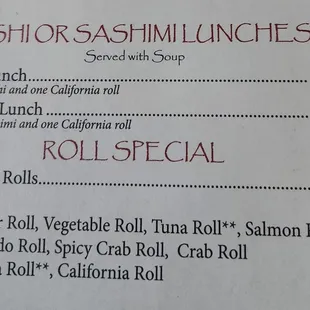 SHI OR SASHIMI LUNCHES
Served with Soup
unch..........................................................
mi and one California roll
Lunch ......................................................
imi and one California roll
ROLL SPECIAL
Rolls........................................................
r Roll, Vegetable Roll, Tuna Roll**, Salmon
do Roll, Spicy Crab Roll, Crab Roll
a Roll**, California Roll